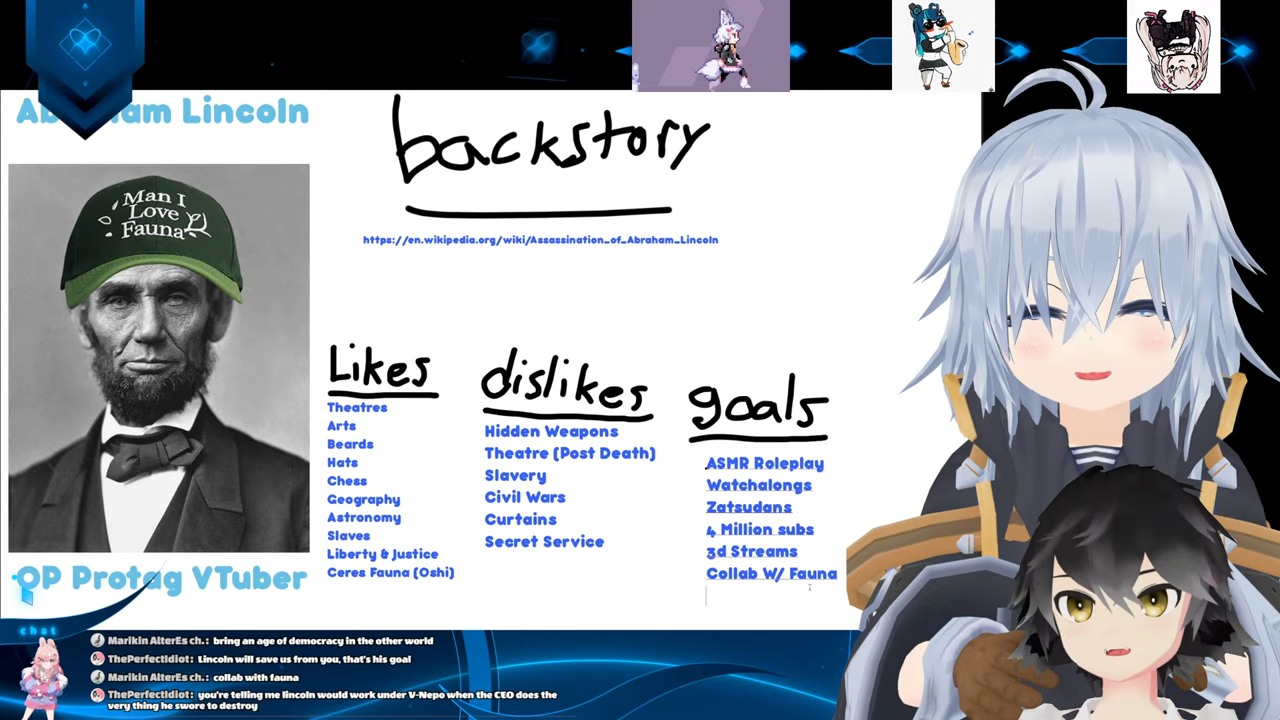 Abraham Lincoln
Man I
Love
Fauna
OP Protag VTuber
backstory
https://en.wikipedia.org/wiki/Assassination_of_Abraham_Lincoln
Likes
Theatres
Arts
Beards
Hats
Chess
Geography
Astronomy
Slaves
Liberty & Justice
Ceres Fauna (Oshi)
dislikes
Hidden Weapons
Theatre (Post Death)
Slavery
Civil Wars
Curtains
Secret Service
goals
ASMR Roleplay
Watchalongs
Zatsudans
4 Million subs
3d Streams
Collab W/ Fauna
chat
Marikin AlterEs ch.: bring an age of democracy in the other world
ThePerfectIdiot: Lincoln will save us from you, that's his goal
Marikin AlterEs ch.: collab with fauna
ThePerfectIdiot: you're telling me lincoln would work under V-Nepo when the CEO does the
very thing he swore to destroy